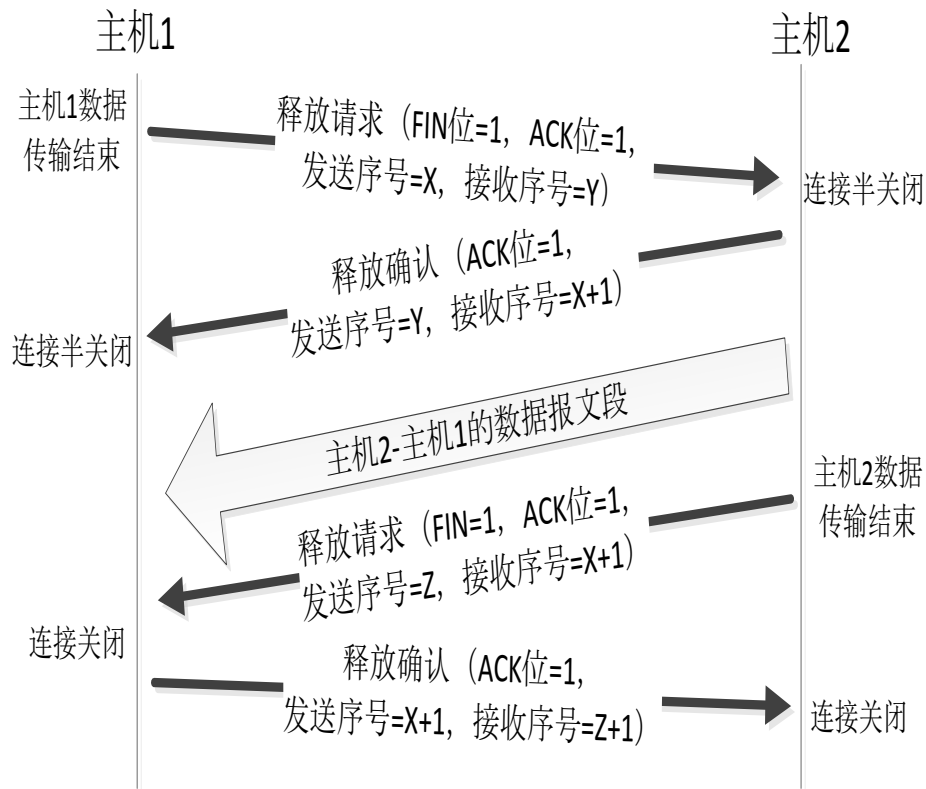 主机1
主机2
主机1数据
传输结束
释放请求（FIN位=1，ACK位=1,
发送序号=X，接收序号=Y）
连接半关闭
释放确认（ACK位=1,
发送序号=Y，接收序号=X+1）
连接半关闭
主机2-主机1的数据报文段
主机2数据
传输结束
释放请求（FIN=1，ACK位=1,
发送序号=Z，接收序号=X+1）
连接关闭
释放确认（ACK位=1,
发送序号=X+1，接收序号=Z+1）
连接关闭